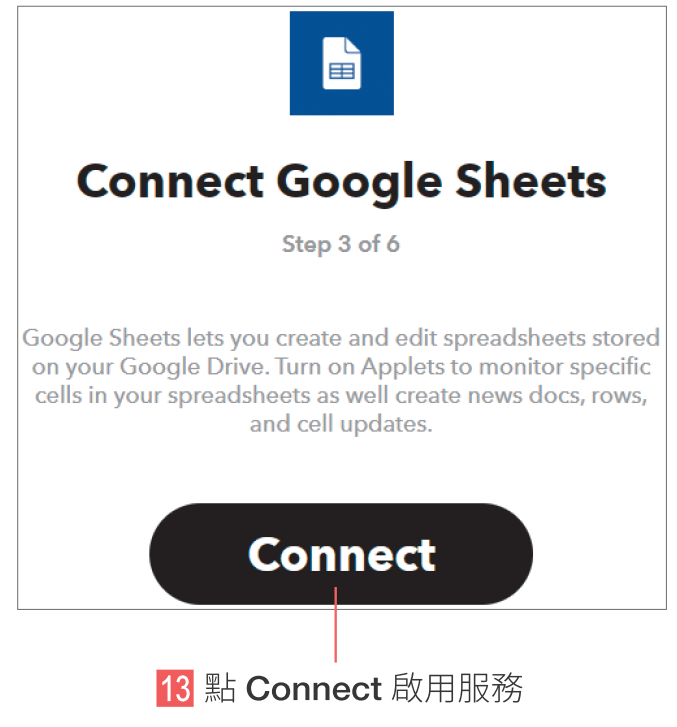 Connect Google Sheets
Step 3 of 6
Google Sheets lets you create and edit spreadsheets stored
on your Google Drive. Turn on Applets to monitor specific
cells in your spreadsheets as well create news docs, rows,
and cell updates.
Connect
13 點 Connect 啟用服務